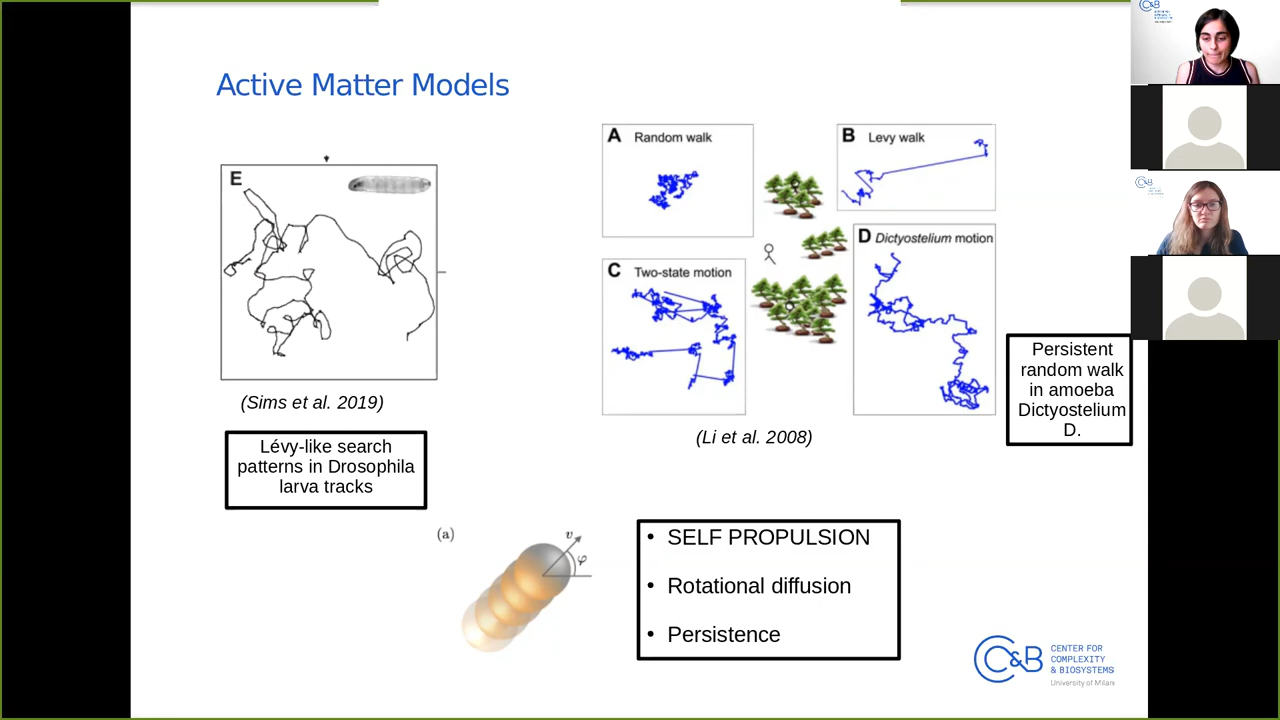 Active Matter Models
E
(Sims et al. 2019)
Lévy-like search
patterns in Drosophila
larva tracks
A Random walk
B Levy walk
C Two-state motion
D Dictyostelium motion
(Li et al. 2008)
Persistent
random walk
in amoeba
Dictyostelium
D.
(a)
v
φ
• SELF PROPULSION
• Rotational diffusion
• Persistence
C&B
CENTER FOR
COMPLEXITY
& BIOSYSTEMS
University of Milan
C&B